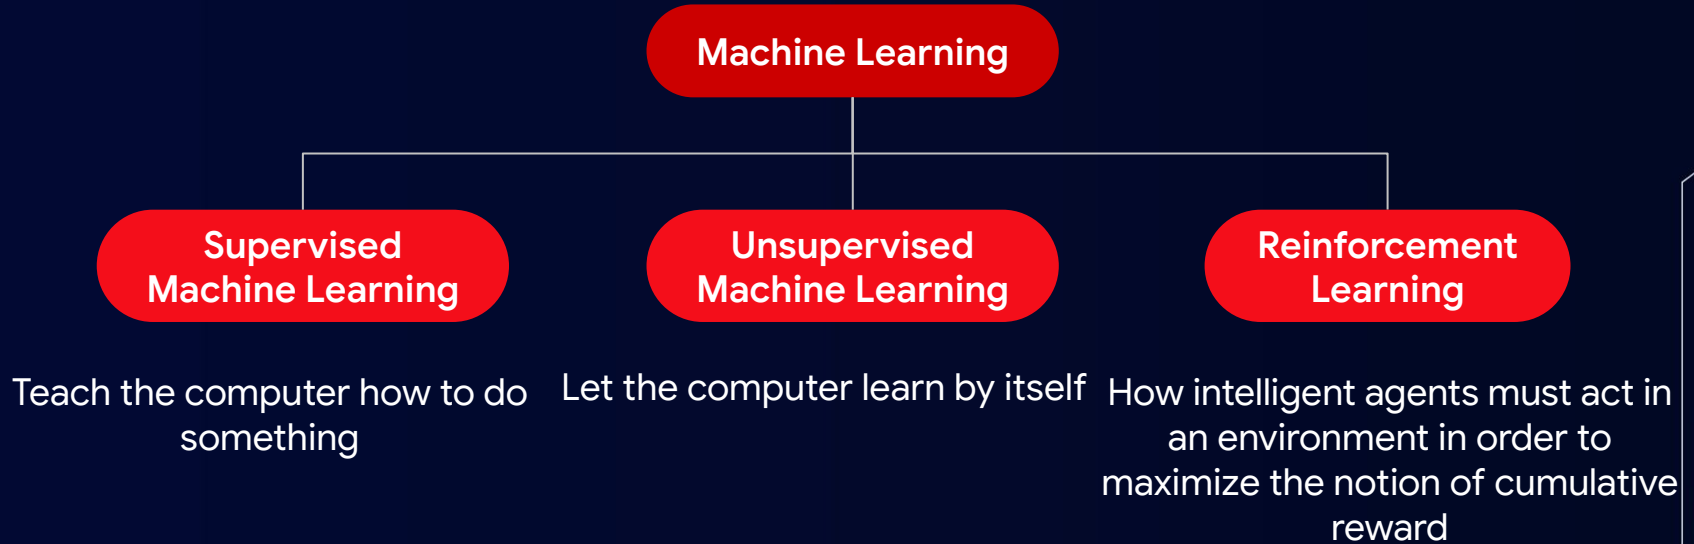 Machine Learning
Supervised
Machine Learning
Unsupervised
Machine Learning
Reinforcement
Learning
Teach the computer how to do
something
Let the computer learn by itself
How intelligent agents must act in
an environment in order to
maximize the notion of cumulative
reward